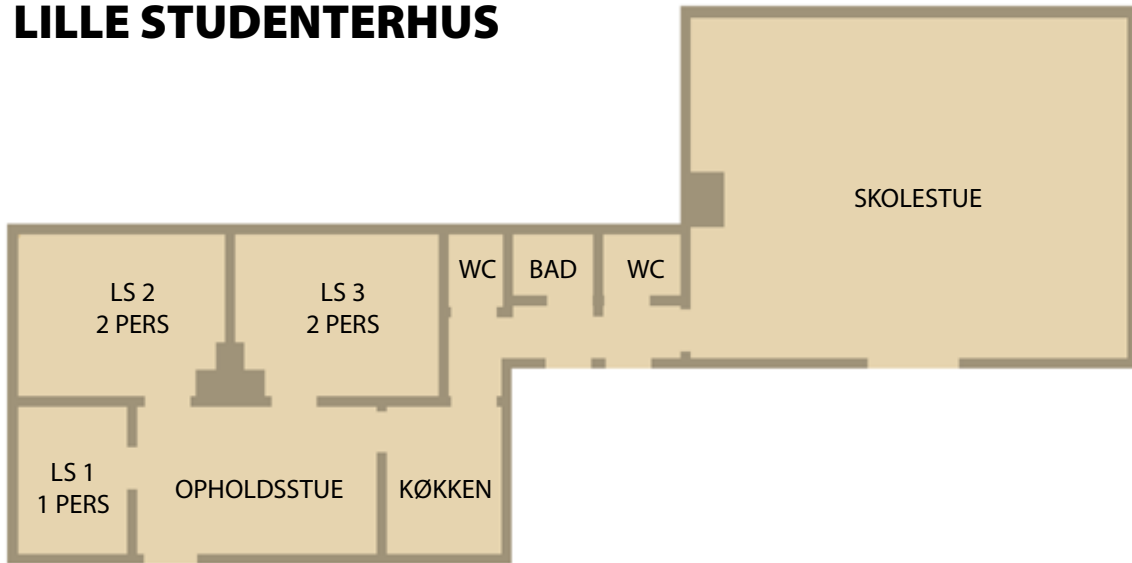 LILLE STUDENTERHUS
SKOLESTUE
WC
BAD
WC
LS 2
2 PERS
LS 3
2 PERS
LS 1
1 PERS
OPHOLDSSTUE
KØKKEN